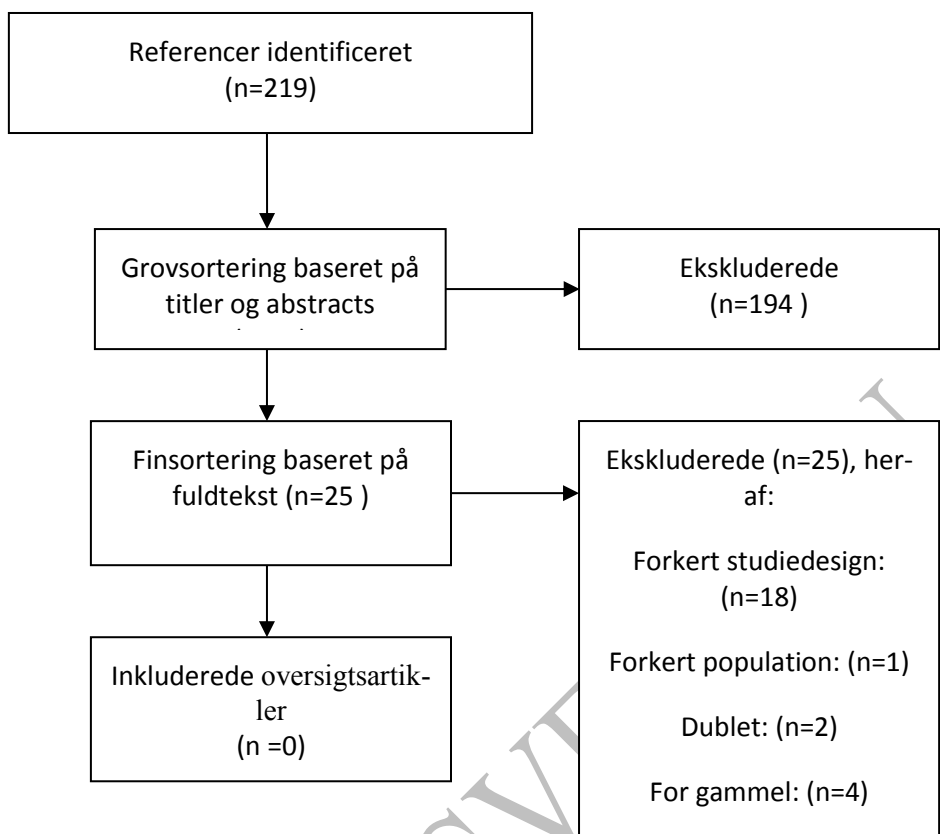 Referencer identificeret
(n=219)
Grovsortering baseret på
titler og abstracts
Ekskluderede
(n=194 )
Finsortering baseret på
fuldtekst (n=25 )
Ekskluderede (n=25), her-
af:
Forkert studiedesign:
(n=18)
Forkert population: (n=1)
Dublet: (n=2)
For gammel: (n=4)
Inkluderede oversigtsartik-
ler
(n =0)